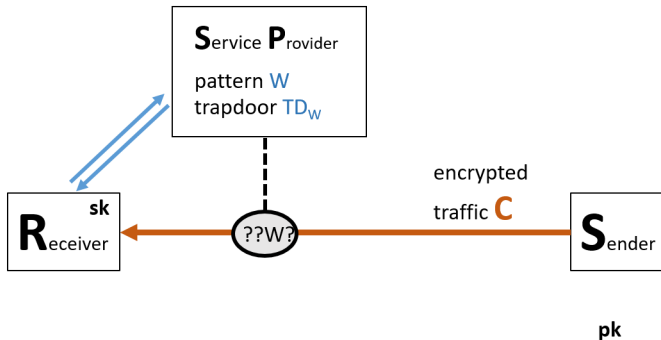 Service Provider
pattern W
trapdoor TDW
encrypted
traffic C
sk
Receiver
??W?
Sender
pk